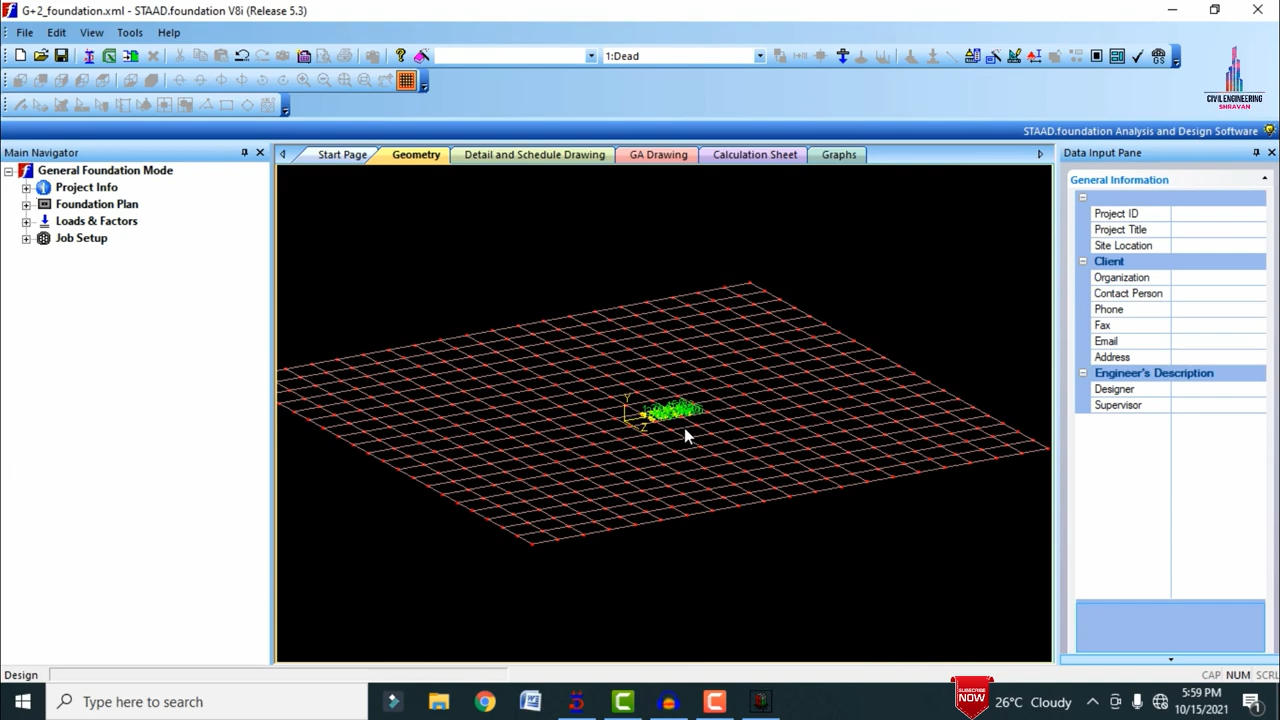 G+2_foundation.xml - STAAD.foundation V8i (Release 5.3)
File Edit View Tools Help
1:Dead
CIVIL ENGINEERING
SHRAVAN
STAAD.foundation Analysis and Design Software
Main Navigator
Start Page Geometry Detail and Schedule Drawing GA Drawing Calculation Sheet Graphs
Data Input Pane
General Foundation Mode
Project Info
Foundation Plan
Loads & Factors
Job Setup
General Information
Project ID
Project Title
Site Location
Client
Organization
Contact Person
Phone
Fax
Email
Address
Engineer's Description
Designer
Supervisor
Y
Z
Design
CAP NUM SCRL
Type here to search
SUBSCRIBE
NOW
26°C Cloudy
5:59 PM
10/15/2021
1